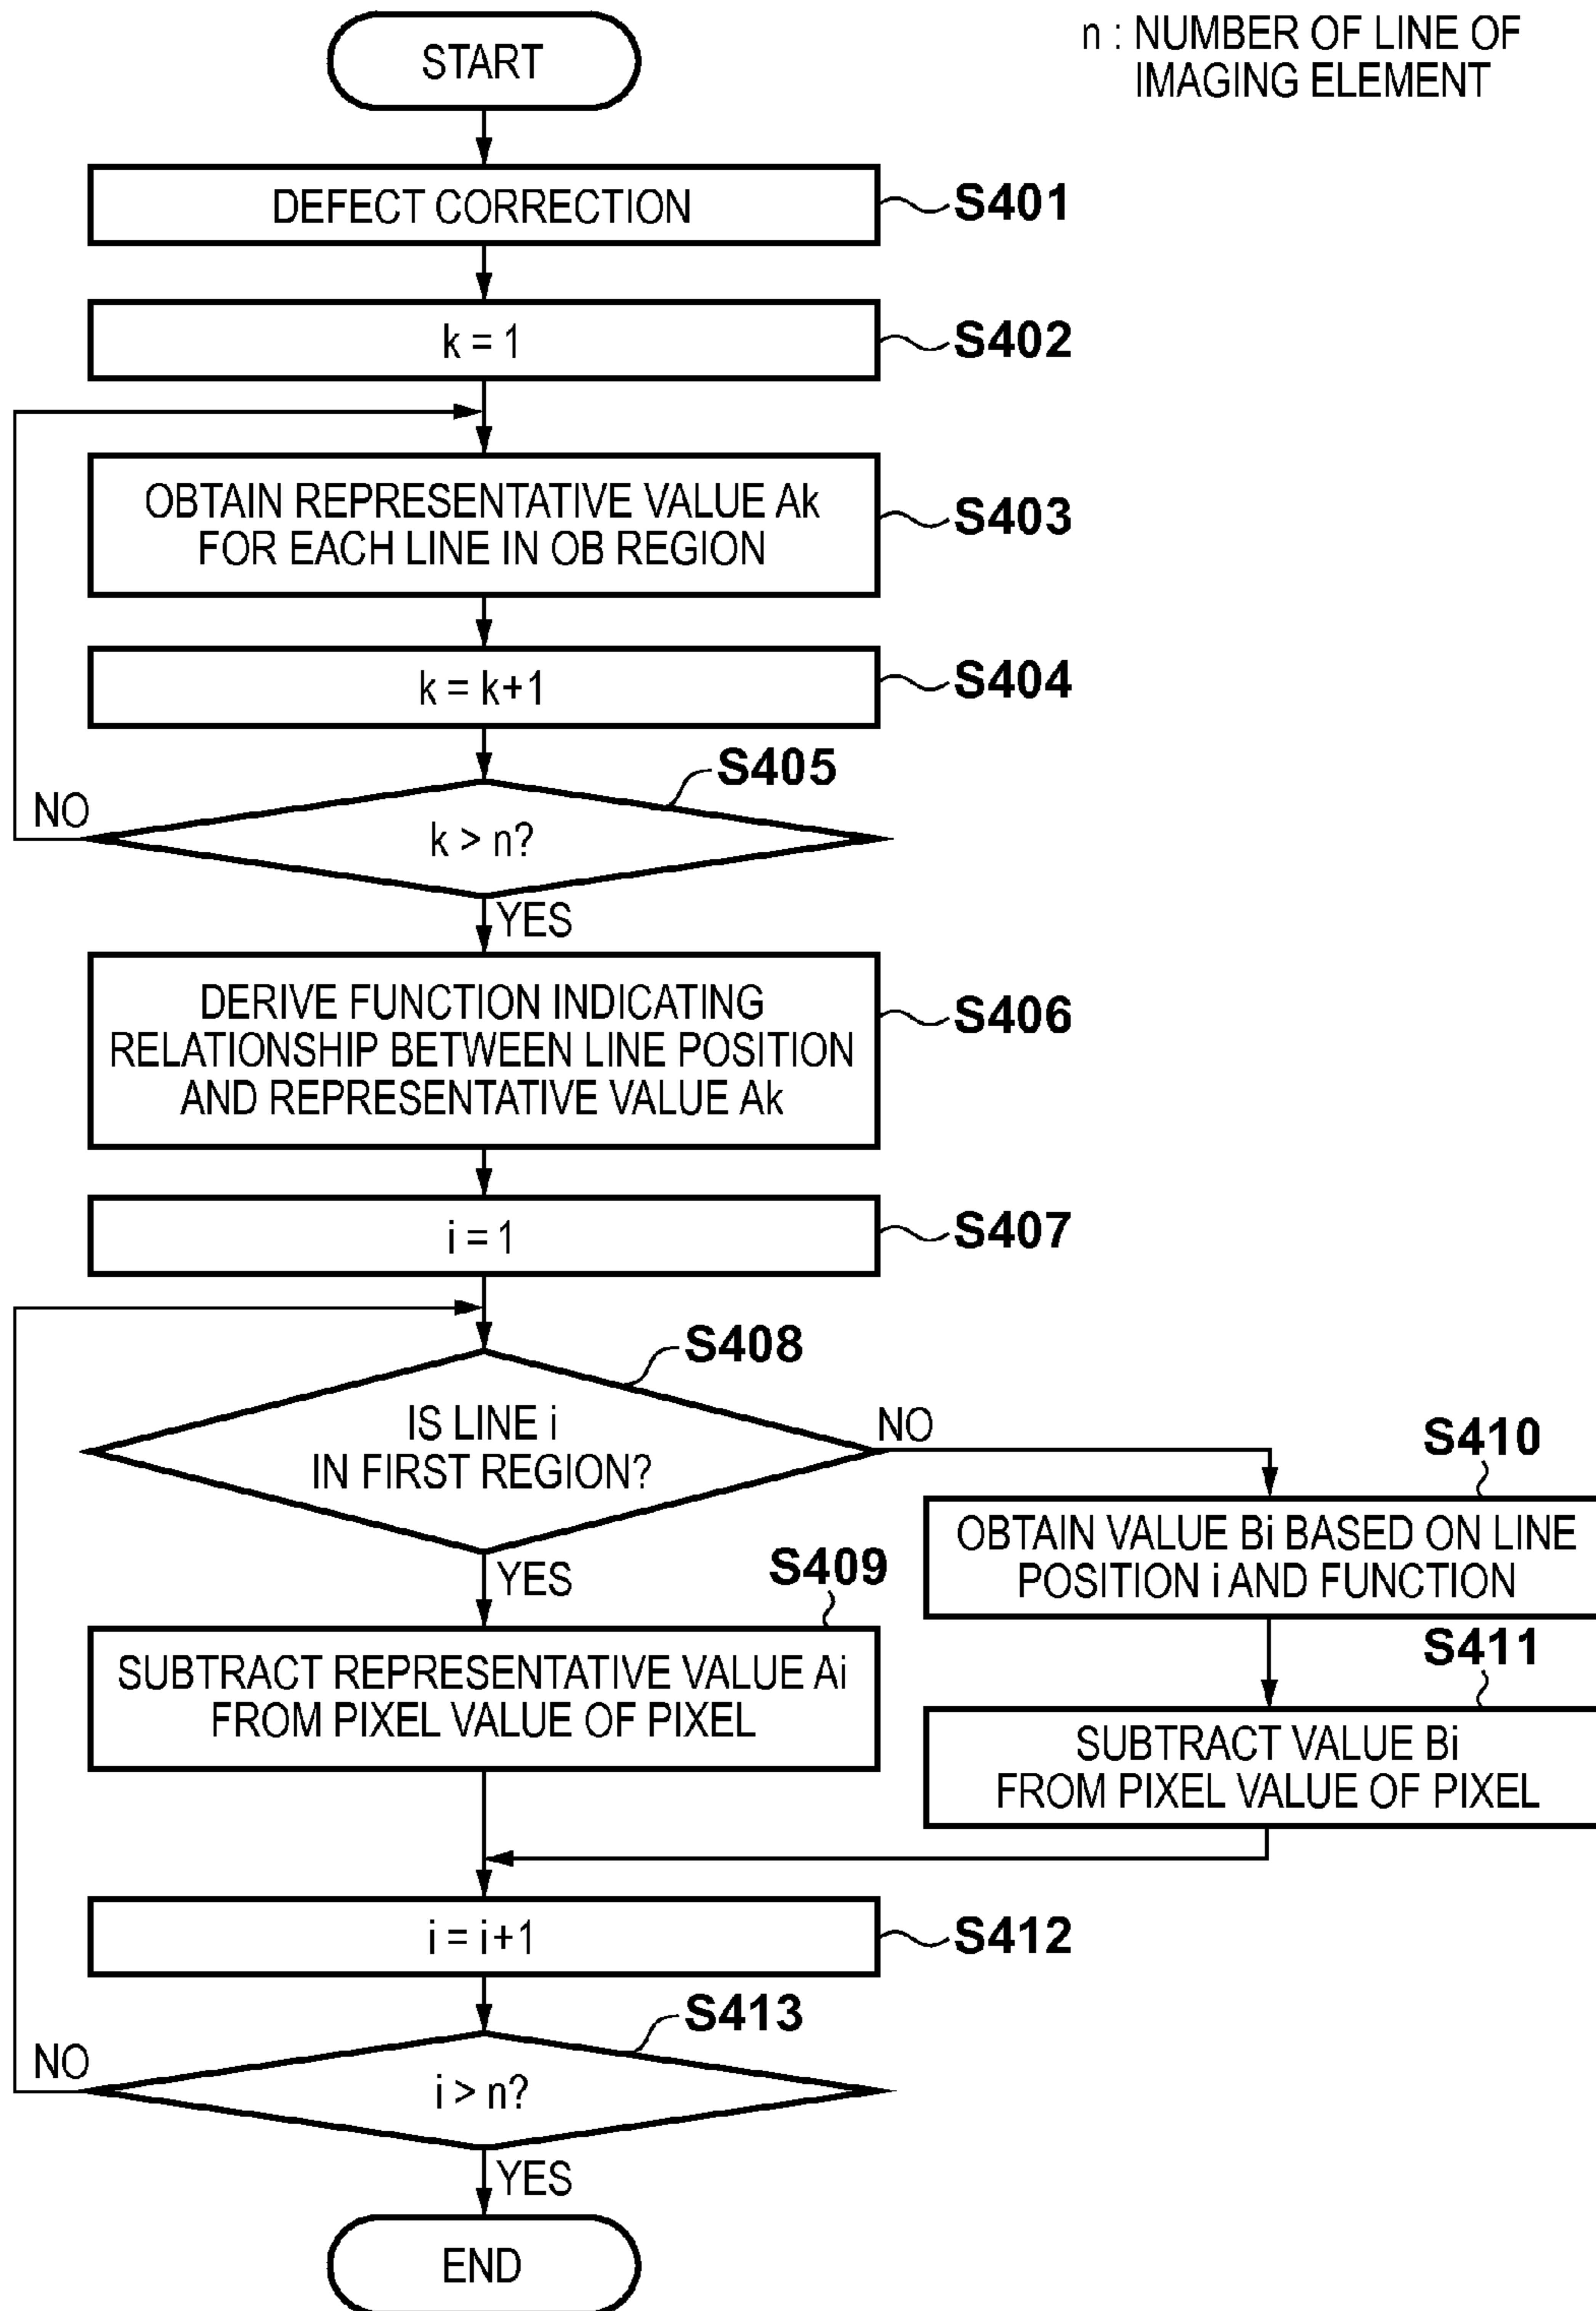 n : NUMBER OF LINE OF
IMAGING ELEMENT
START
DEFECT CORRECTION
S401
k = 1
S402
OBTAIN REPRESENTATIVE VALUE Ak
FOR EACH LINE IN OB REGION
S403
k = k+1
S404
S405
NO
k > n?
YES
DERIVE FUNCTION INDICATING
RELATIONSHIP BETWEEN LINE POSITION
AND REPRESENTATIVE VALUE Ak
S406
i = 1
S407
S408
IS LINE i
IN FIRST REGION?
NO
YES
S410
OBTAIN VALUE Bi BASED ON LINE
POSITION i AND FUNCTION
S409
SUBTRACT REPRESENTATIVE VALUE Ai
FROM PIXEL VALUE OF PIXEL
S411
SUBTRACT VALUE Bi
FROM PIXEL VALUE OF PIXEL
i = i+1
S412
S413
NO
i > n?
YES
END